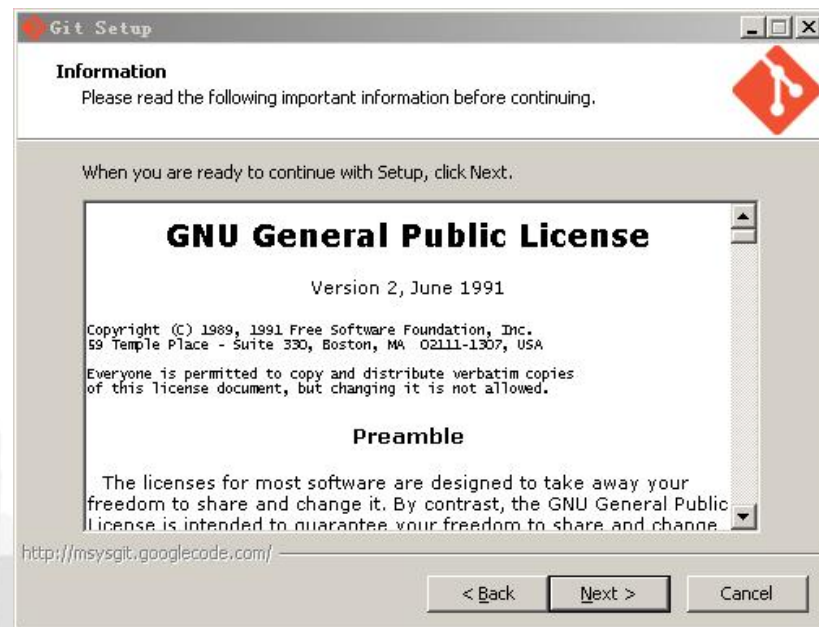 Git Setup
Information
Please read the following important information before continuing.
When you are ready to continue with Setup, click Next.
GNU General Public License
Version 2, June 1991
Copyright (C) 1989, 1991 Free Software Foundation, Inc.
59 Temple Place - Suite 330, Boston, MA  02111-1307, USA
Everyone is permitted to copy and distribute verbatim copies
of this license document, but changing it is not allowed.
Preamble
The licenses for most software are designed to take away your
freedom to share and change it. By contrast, the GNU General Public
License is intended to guarantee your freedom to share and change
http://msysgit.googlecode.com/
< Back Next > Cancel